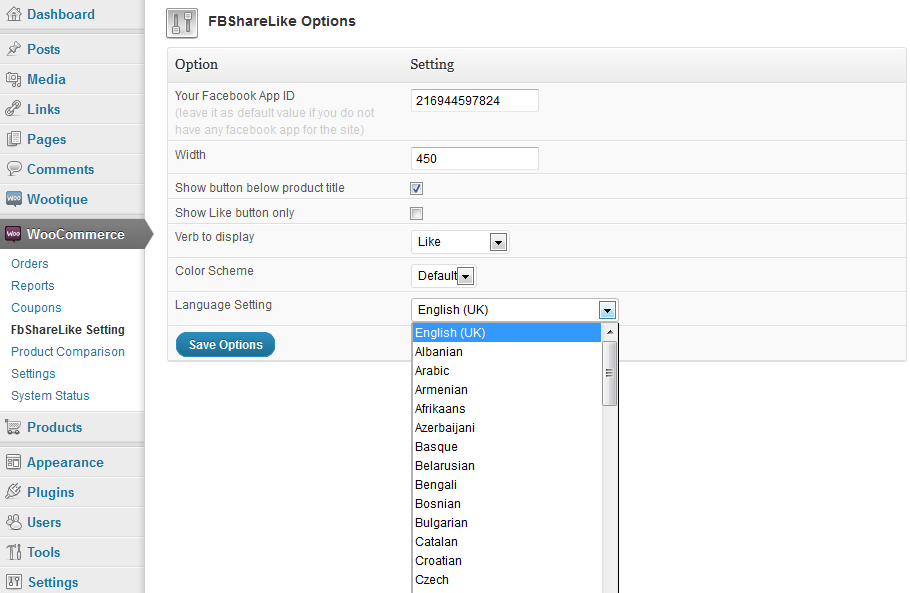 Dashboard
Posts
Media
Links
Pages
Comments
Wootique
WooCommerce
Orders
Reports
Coupons
FbShareLike Setting
Product Comparison
Settings
System Status
Products
Appearance
Plugins
Users
Tools
Settings
FBShareLike Options
Option Setting
Your Facebook App ID 216944597824
(leave it as default value if you do not
have any facebook app for the site)
Width 450
Show button below product title
Show Like button only
Verb to display Like
Color Scheme Default
Language Setting English (UK)
Save Options
English (UK)
Albanian
Arabic
Armenian
Afrikaans
Azerbaijani
Basque
Belarusian
Bengali
Bosnian
Bulgarian
Catalan
Croatian
Czech